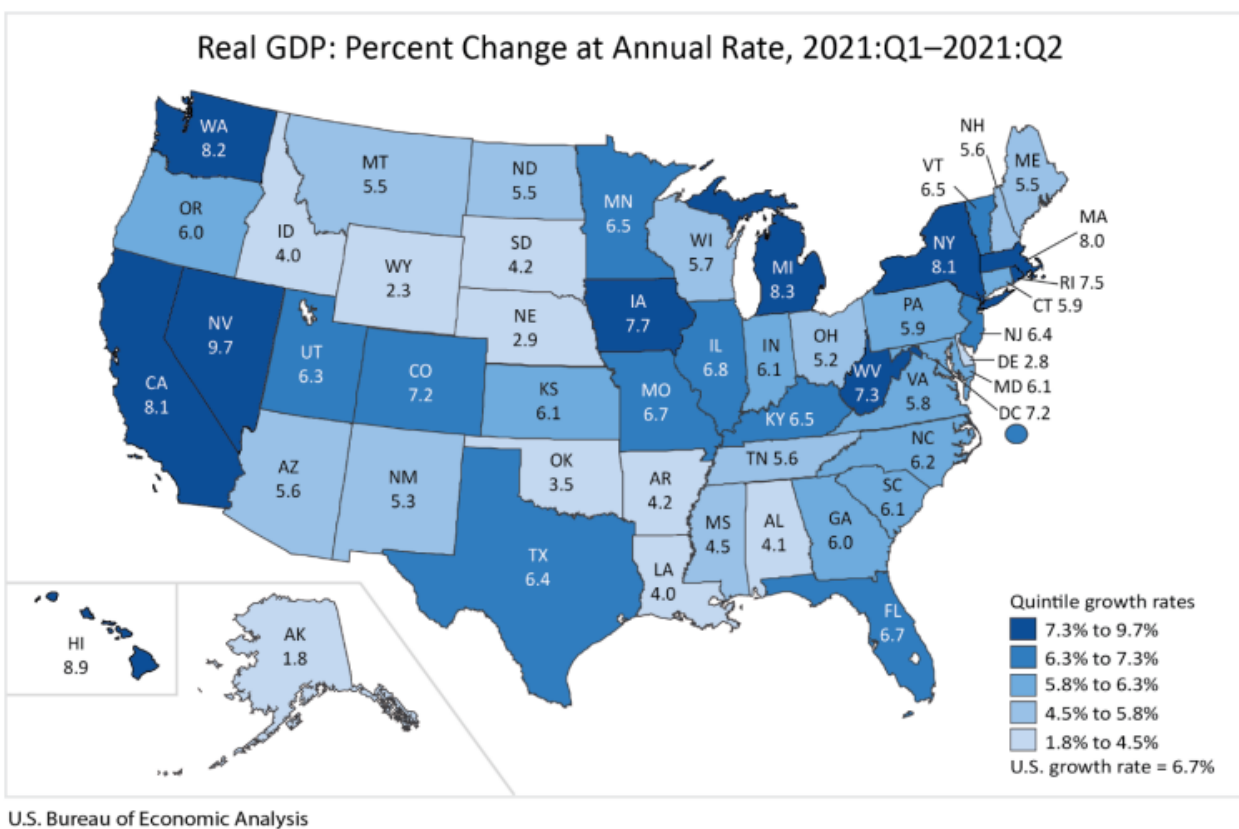 Real GDP: Percent Change at Annual Rate, 2021:Q1–2021:Q2
WA
8.2
MT
5.5
ND
5.5
MN
6.5
OR
6.0
ID
4.0
WY
2.3
SD
4.2
WI
5.7
MI
8.3
NY
8.1
VT
6.5
NH
5.6
ME
5.5
MA
8.0
RI 7.5
CT 5.9
NJ 6.4
DE 2.8
MD 6.1
DC 7.2
PA
5.9
NV
9.7
UT
6.3
CO
7.2
NE
2.9
IA
7.7
IL
6.8
IN
6.1
OH
5.2
WV
7.3
VA
5.8
CA
8.1
KS
6.1
MO
6.7
KY 6.5
NC
6.2
TN 5.6
SC
6.1
AZ
5.6
NM
5.3
OK
3.5
AR
4.2
MS
4.5
AL
4.1
GA
6.0
TX
6.4
LA
4.0
FL
6.7
HI
8.9
AK
1.8
Quintile growth rates
7.3% to 9.7%
6.3% to 7.3%
5.8% to 6.3%
4.5% to 5.8%
1.8% to 4.5%
U.S. growth rate = 6.7%
U.S. Bureau of Economic Analysis